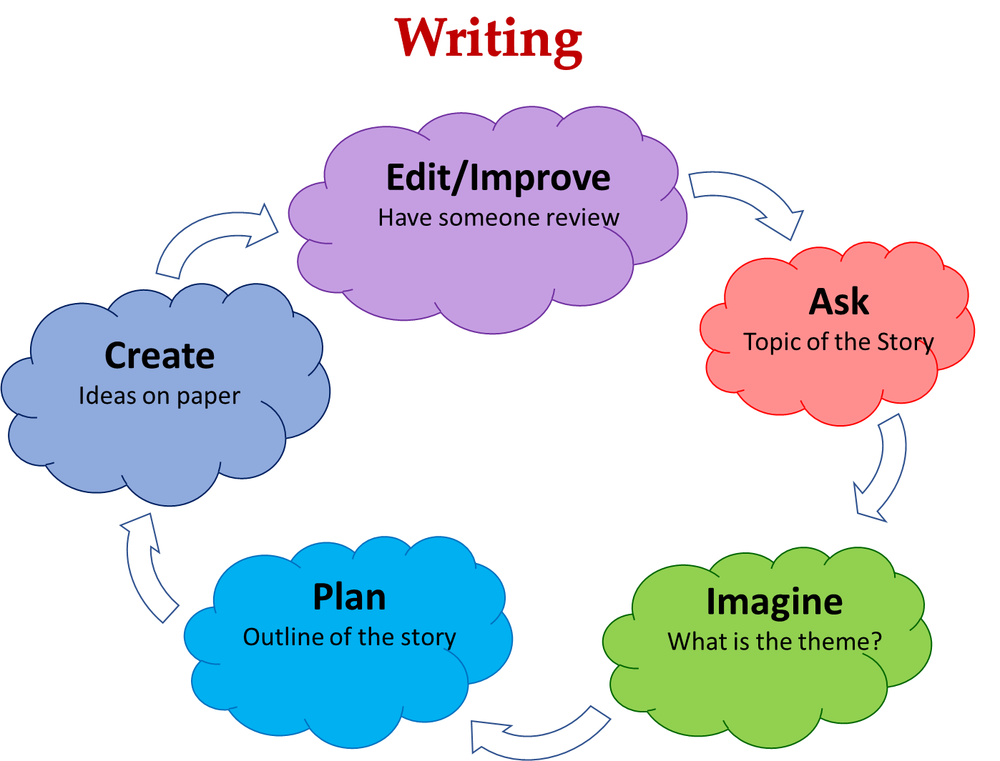 Writing
Edit/Improve
Have someone review
Ask
Topic of the Story
Create
Ideas on paper
Plan
Outline of the story
Imagine
What is the theme?